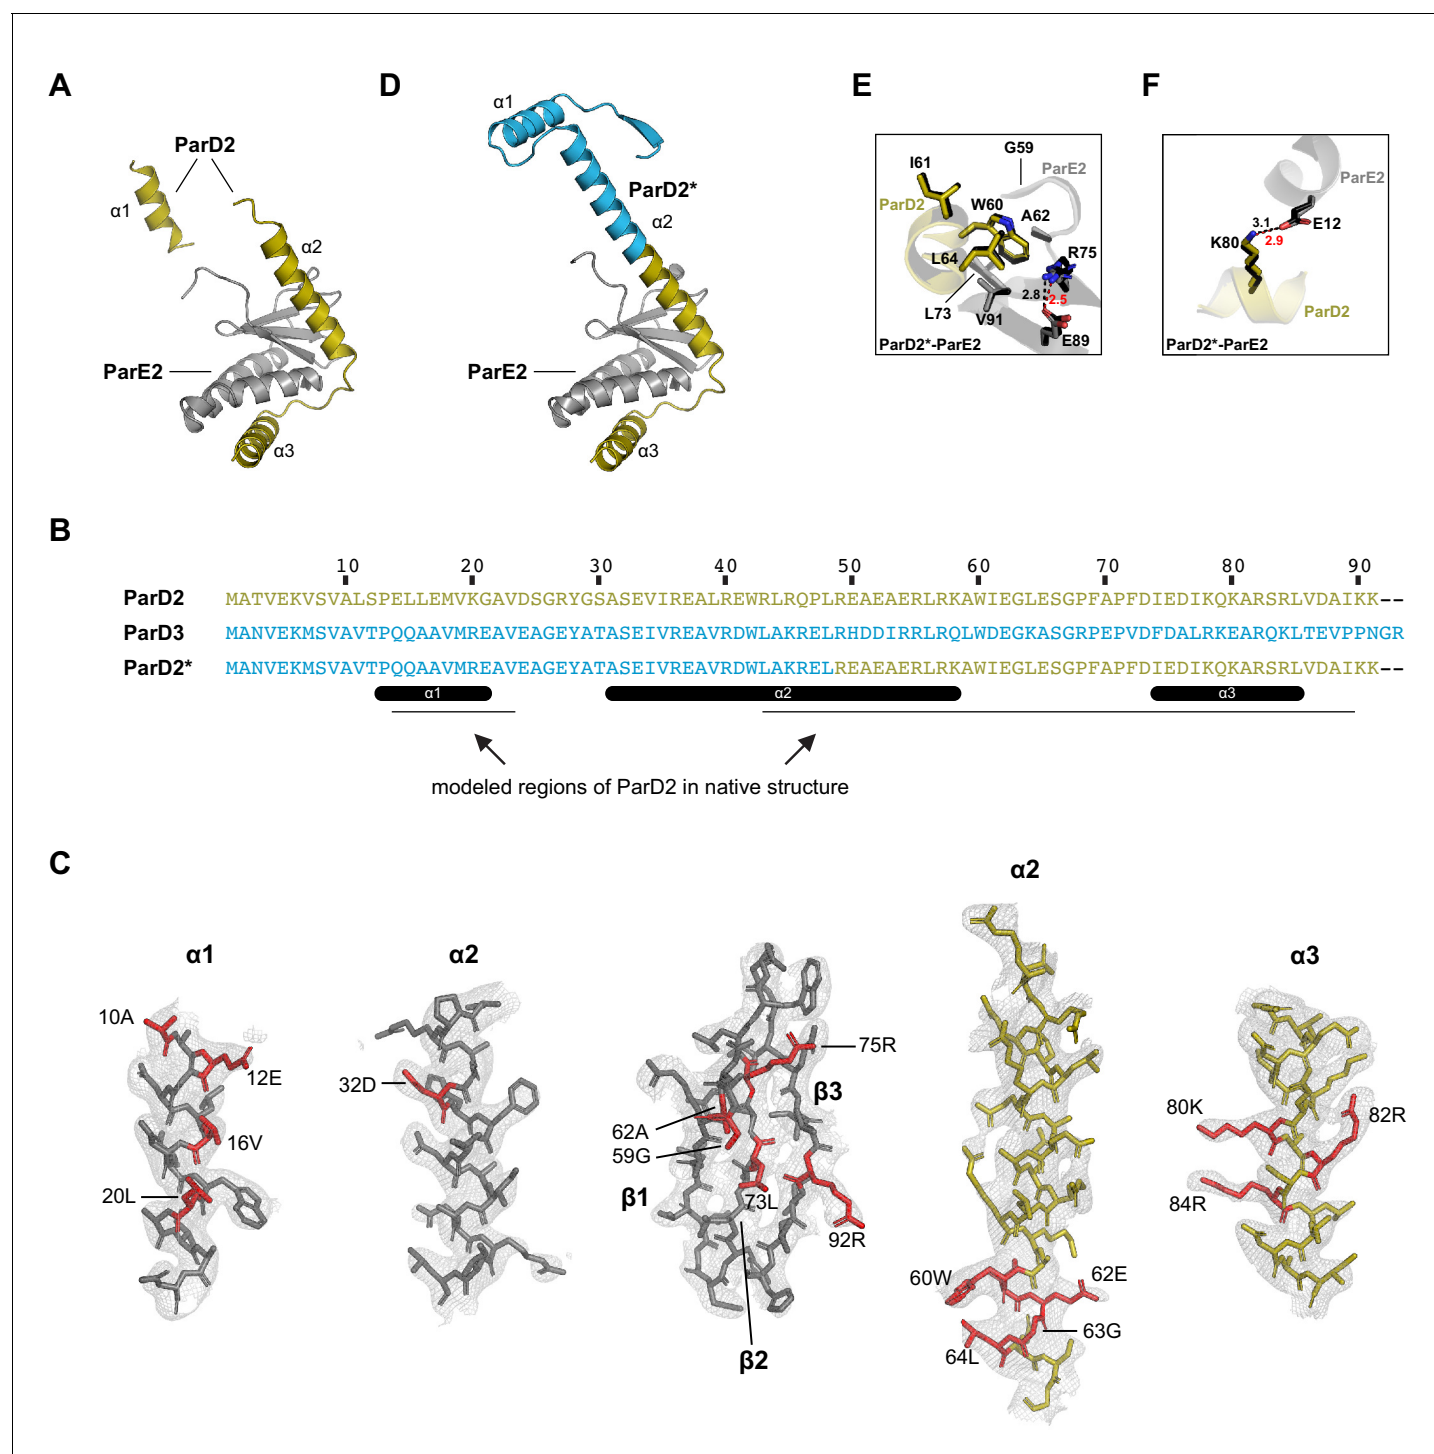 A
D
E
F
α1
ParD2
α1
α2
ParE2
α3
ParD2*
α2
ParE2
α3
G59
ParE2
I61
ParD2
W60
A62
L64
R75
2.8
2.5
L73
V91
E89
ParD2*-ParE2
ParE2
3.1
E12
K80
2.9
ParD2
ParD2*-ParE2
B
10 20 30 40 50 60 70 80 90
ParD2 MATVEKVSVALSPELLEMVKGAVDSGRYGSASEVIREALREWRLRQPLREAEAERLRKAWIEGLESGPFAPFDIEDIKQKARSRLVDAIKK--
ParD3 MANVEKMSVAVTPQQAAVMREAVEAGEYATASEIVREAVRDWLAKRELRHDDIRRLRQLWDEGKASGRPEPVDFDALRKEARQKLTEVPPNGR
ParD2* MANVEKMSVAVTPQQAAVMREAVEAGEYATASEIVREAVRDWLAKRELREAEAERLRKAWIEGLESGPFAPFDIEDIKQKARSRLVDAIKK--
α1 α2 α3
modeled regions of ParD2 in native structure
C
α1
10A
12E
16V
20L
α2
32D
75R
β3
62A
59G
β1
73L
92R
β2
α2
60W
62E
63G
64L
α3
80K
82R
84R